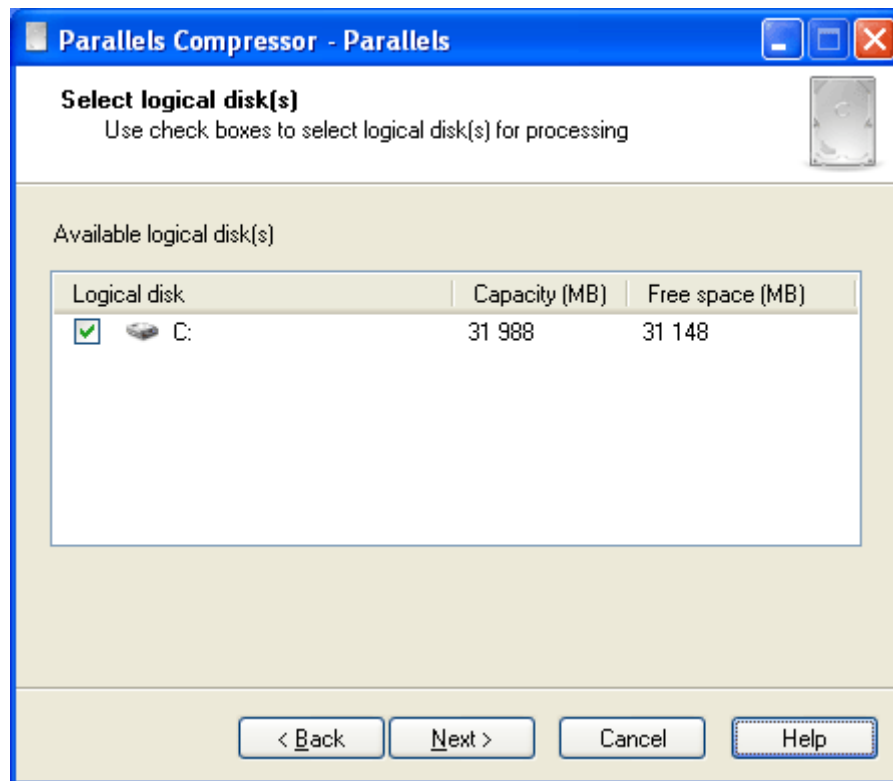 Parallels Compressor - Parallels
Select logical disk(s)
Use check boxes to select logical disk(s) for processing
Available logical disk(s)
Logical disk Capacity (MB) Free space (MB)
C: 31 988 31 148
< Back Next > Cancel Help